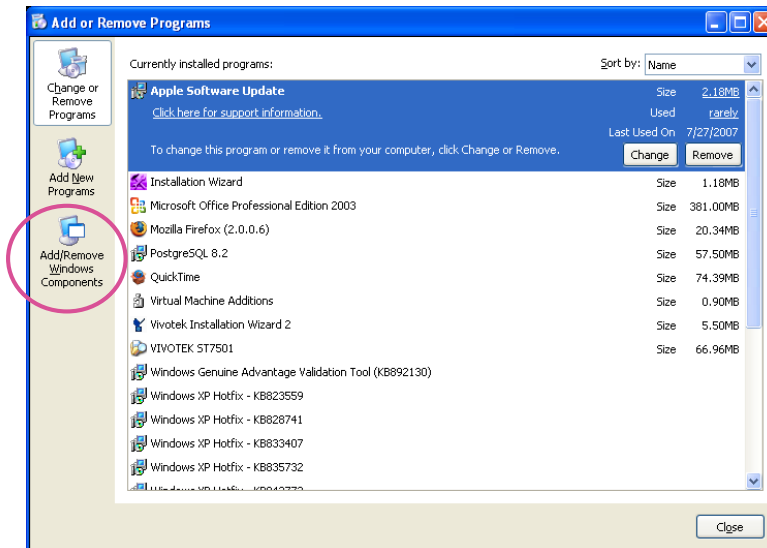 Add or Remove Programs
Change or
Remove
Programs
Add New
Programs
Add/Remove
Windows
Components
Currently installed programs:
Sort by: Name
Apple Software Update Size 2.18MB
Click here for support information. Used rarely
Last Used On 7/27/2007
To change this program or remove it from your computer, click Change or Remove. Change Remove
Installation Wizard Size 1.18MB
Microsoft Office Professional Edition 2003 Size 381.00MB
Mozilla Firefox (2.0.0.6) Size 20.34MB
PostgreSQL 8.2 Size 57.50MB
QuickTime Size 74.39MB
Virtual Machine Additions Size 0.90MB
Vivotek Installation Wizard 2 Size 5.50MB
VIVOTEK ST7501 Size 66.96MB
Windows Genuine Advantage Validation Tool (KB892130)
Windows XP Hotfix - KB823559
Windows XP Hotfix - KB828741
Windows XP Hotfix - KB833407
Windows XP Hotfix - KB835732
Windows XP Hotfix -
Close